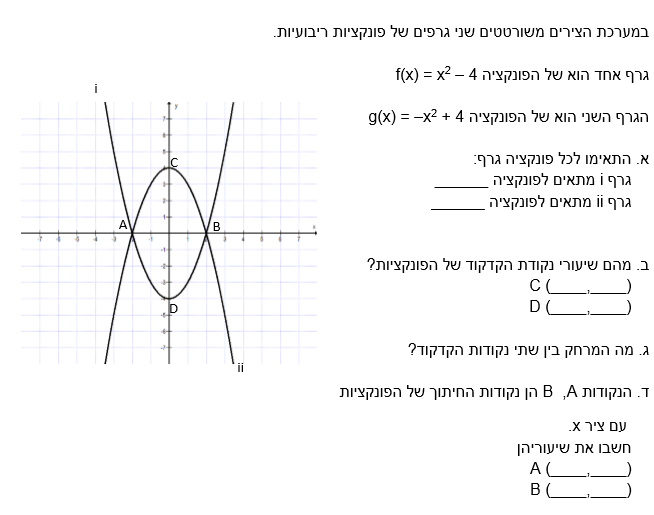 במערכת הצירים משורטטים שני גרפים של פונקציות ריבועיות.
גרף אחד הוא של הפונקציה f(x) = x² – 4
הגרף השני הוא של הפונקציה g(x) = –x² + 4
א. התאימו לכל פונקציה גרף:
גרף i מתאים לפונקציה ______
גרף ii מתאים לפונקציה ______
ב. מהם שיעורי נקודת הקדקוד של הפונקציות?
C (____,____)
D (____,____)
ג. מה המרחק בין שתי נקודות הקדקוד?
ד. הנקודות A, B הן נקודות החיתוך של הפונקציות
עם ציר x.
חשבו את שיעוריהן
A (____,____)
B (____,____)
i
y
C
A
B
x
D
ii